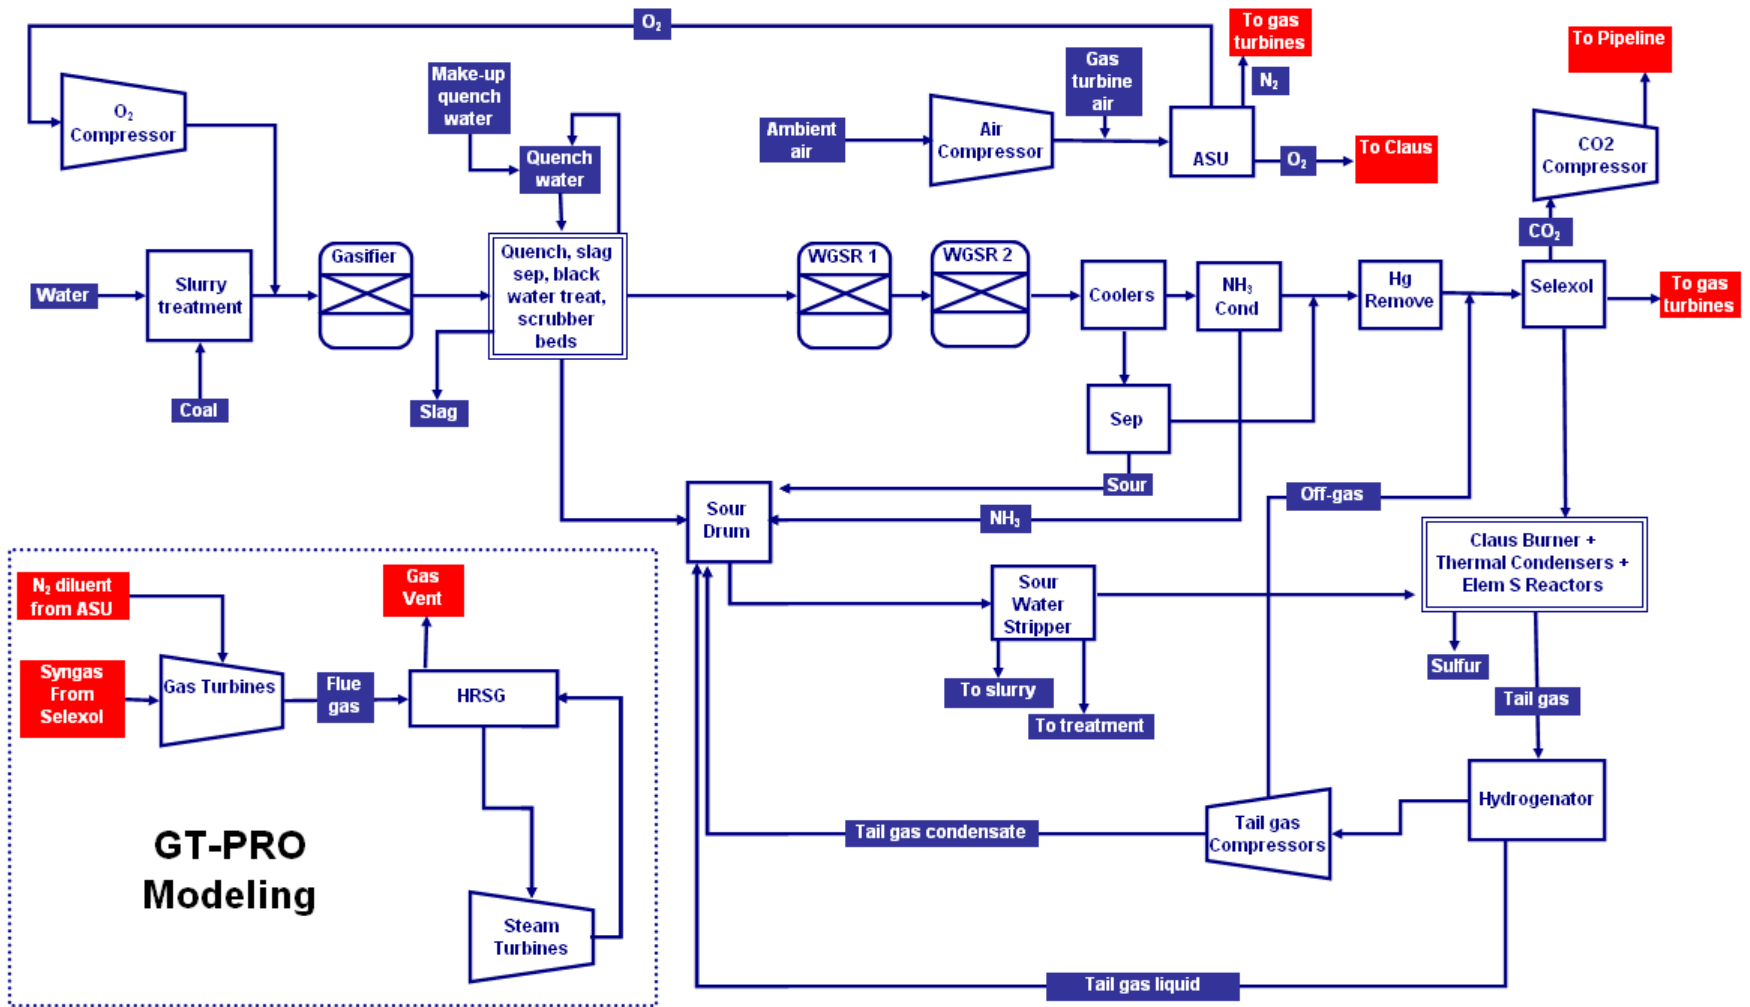 O₂
To gas
turbines
To Pipeline
Make-up
quench
water
Gas
turbine
air
N₂
O₂
Compressor
Ambient
air
Air
Compressor
ASU
O₂
To Claus
CO2
Compressor
Quench
water
CO₂
Water
Slurry
treatment
Gasifier
Quench, slag
sep, black
water treat,
scrubber
beds
WGSR 1
WGSR 2
Coolers
NH₃
Cond
Hg
Remove
Selexol
To gas
turbines
Coal
Slag
Sep
Sour
Off-gas
Sour
Drum
NH₃
Claus Burner +
Thermal Condensers +
Elem S Reactors
Sour
Water
Stripper
Sulfur
To slurry
To treatment
Tail gas
Hydrogenator
Tail gas condensate
Tail gas
Compressors
Tail gas liquid
N₂ diluent
from ASU
Gas
Vent
Syngas
From
Selexol
Gas Turbines
Flue
gas
HRSG
GT-PRO
Modeling
Steam
Turbines